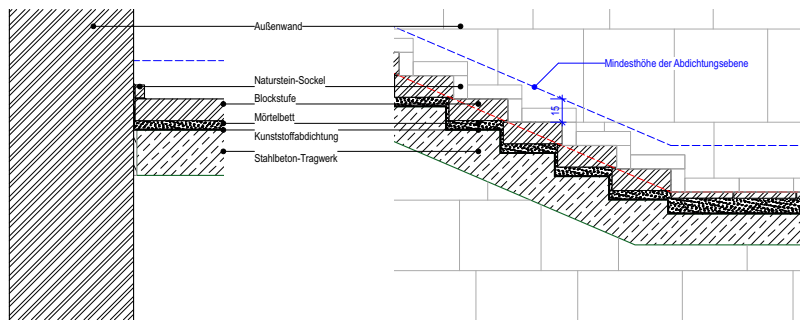 Außenwand
Mindesthöhe der Abdichtungsebene
Naturstein-Sockel
Blockstufe
15
Mörtelbett
Kunststoffabdichtung
Stahlbeton-Tragwerk